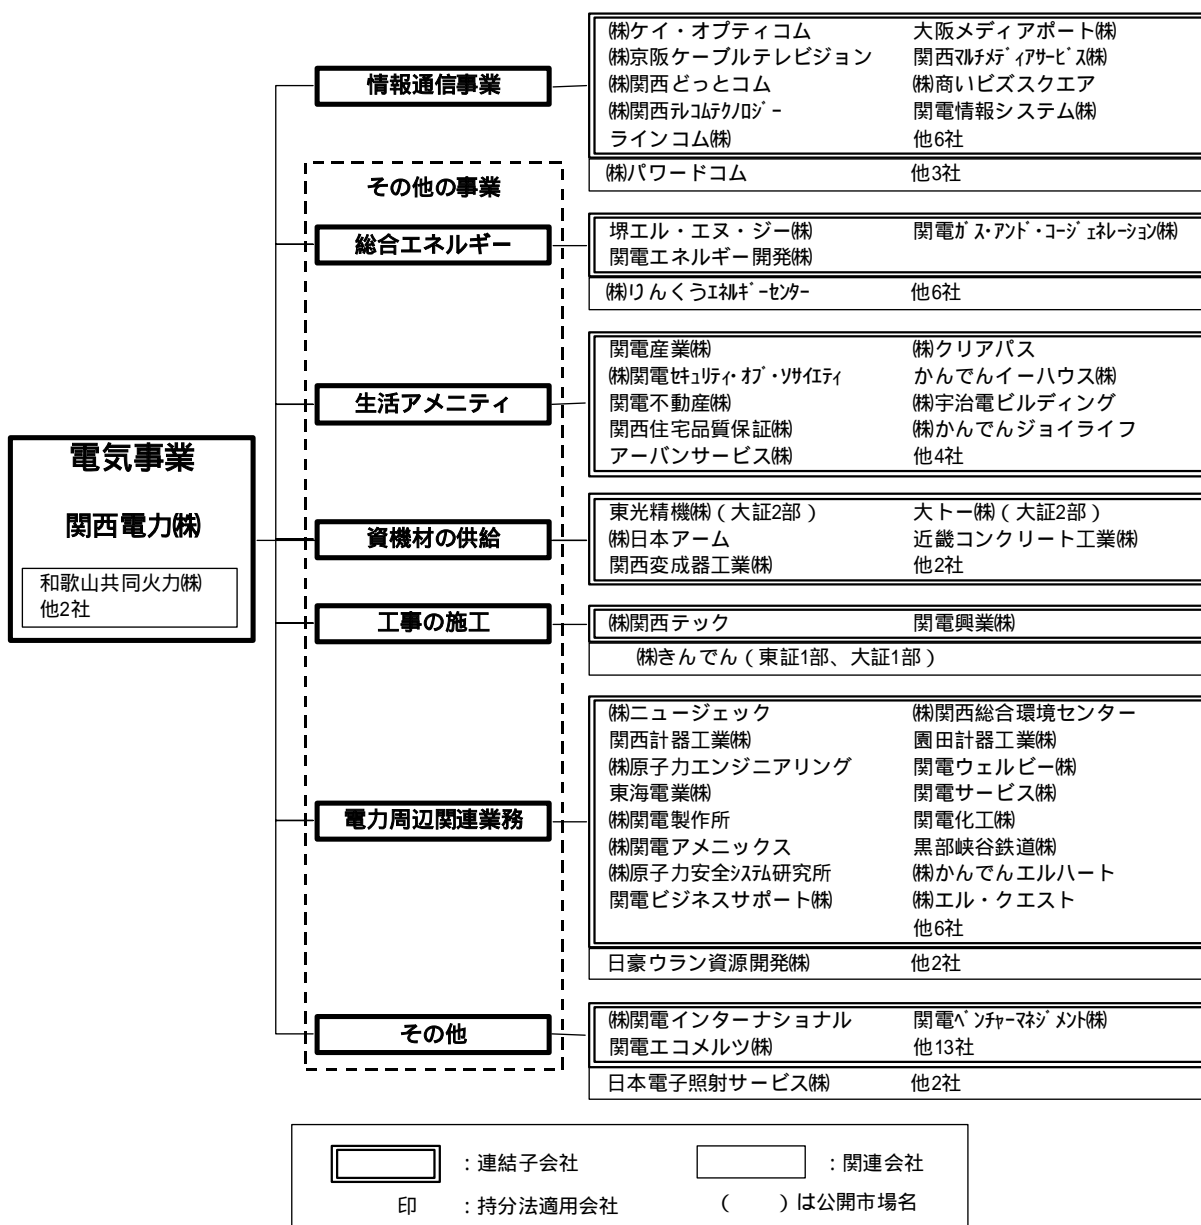 電気事業
関西電力㈱
和歌山共同火力㈱
他2社
情報通信事業
㈱ケイ・オプティコム 大阪メディアポート㈱
㈱京阪ケーブルテレビジョン 関西マルチメディアサービス㈱
㈱関西どっとコム ㈱商いビズスクエア
㈱関西テレコムテクノロジー 関電情報システム㈱
ラインコム㈱ 他6社
㈱パワードコム 他3社
その他の事業
総合エネルギー
堺エル・エヌ・ジー㈱ 関電ガス・アンド・コージェネレーション㈱
関電エネルギー開発㈱
㈱りんくうエネルギーセンター 他6社
生活アメニティ
関電産業㈱ ㈱クリアパス
㈱関電セキュリティ・オブ・ソサイエティ かんでんイーハウス㈱
関電不動産㈱ ㈱宇治電ビルディング
関西住宅品質保証㈱ ㈱かんでんジョイライフ
アーバンサービス㈱ 他4社
資機材の供給
東光精機㈱(大証2部) 大トー㈱(大証2部)
㈱日本アーム 近畿コンクリート工業㈱
関西変成器工業㈱ 他2社
工事の施工
㈱関西テック 関電興業㈱
㈱きんでん(東証1部、大証1部)
電力周辺関連業務
㈱ニュージェック ㈱関西総合環境センター
関西計器工業㈱ 園田計器工業㈱
㈱原子力エンジニアリング 関電ウェルビー㈱
東海電業㈱ 関電サービス㈱
㈱関電製作所 関電化工㈱
㈱関電アメニックス 黒部峡谷鉄道㈱
㈱原子力安全システム研究所 ㈱かんでんエルハート
関電ビジネスサポート㈱ ㈱エル・クエスト
他6社
日豪ウラン資源開発㈱ 他2社
その他
㈱関電インターナショナル 関電ベンチャーマネジメント㈱
関電エコメルツ㈱ 他13社
日本電子照射サービス㈱ 他2社
:連結子会社 :関連会社
印 :持分法適用会社 ( )は公開市場名